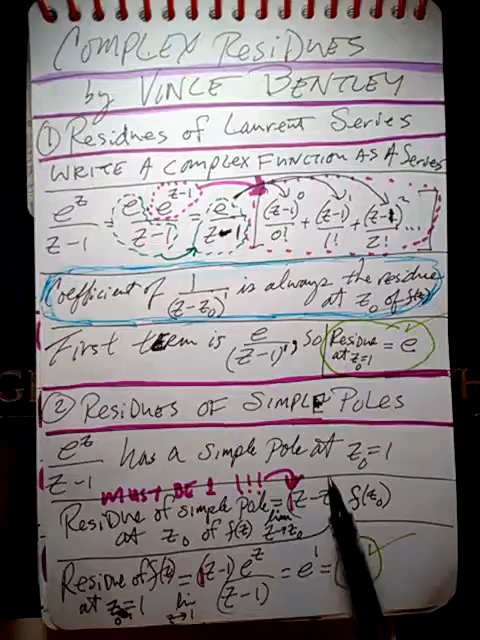 COMPLEX RESIDUES
by VINCE BENTLEY
① Residues of Laurent Series
WRITE A COMPLEX FUNCTION AS A SERIES
e^z/(z-1) = e e^(z-1)/(z-1) = e/(z-1) [(z-1)^0/0! + (z-1)^1/1! + (z-1)^2/2! ...]
Coefficient of 1/(z-z₀)^1 is always the residue
at z₀ of f(z)
First term is e/(z-1)^1, so Residue at z₀=1 = e
② RESIDUES OF SIMPLE POLES
e^z/(z-1) has a simple pole at z₀=1
MUST BE 1 !!!
Residue of simple pole = (z-z f(z₀)
at z₀ of f(z) lim z→z₀
Residue of f(z) = (z-1) e^z/(z-1) = e^1 =
at z₀=1 lim z→1